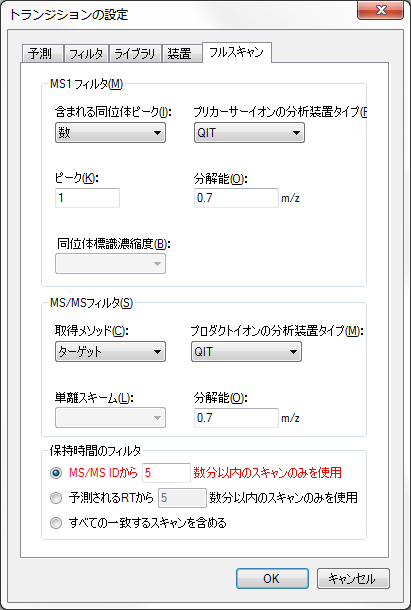 トランジションの設定
予測 フィルタ ライブラリ 装置 フルスキャン
MS1 フィルタ(M)
含まれる同位体ピーク(I): プリカーサーイオンの分析装置タイプ(
数 QIT
ピーク(K): 分解能(O):
1 0.7 m/z
同位体標識濃縮度(B):
MS/MSフィルタ(S)
取得メソッド(C): プロダクトイオンの分析装置タイプ(M):
ターゲット QIT
単離スキーム(L): 分解能(O):
0.7 m/z
保持時間のフィルタ
MS/MS IDから 5 数分以内のスキャンのみを使用
予測されるRTから 5 数分以内のスキャンのみを使用
すべての一致するスキャンを含める
OK キャンセル